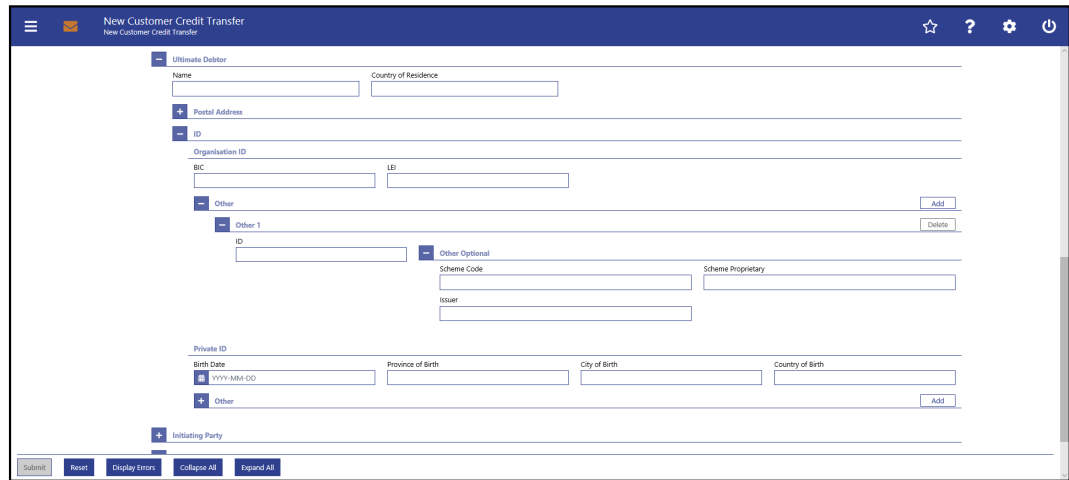 New Customer Credit Transfer
New Customer Credit Transfer
Ultimate Debtor
Name Country of Residence
Postal Address
ID
Organisation ID
BIC LEI
Other Add
Other 1 Delete
ID Other Optional
Scheme Code Scheme Proprietary
Issuer
Private ID
Birth Date Province of Birth City of Birth Country of Birth
YYYY-MM-DD
Other Add
Initiating Party
Submit Reset Display Errors Collapse All Expand All